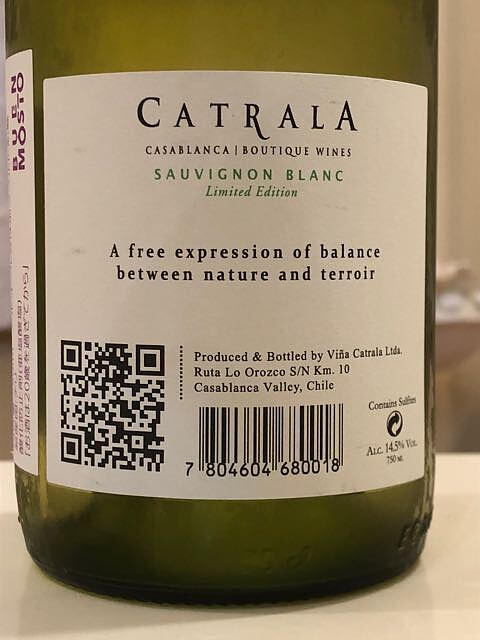 CATRALA
CASABLANCA | BOUTIQUE WINES
SAUVIGNON BLANC
Limited Edition
A free expression of balance
between nature and terroir
Produced & Bottled by Viña Catrala Ltda.
Ruta Lo Orozco S/N Km. 10
Casablanca Valley, Chile
7 804604 680018
Contains Sulfites
Alc. 14,5% Vol.
750 ml
BUEN
MOSTO